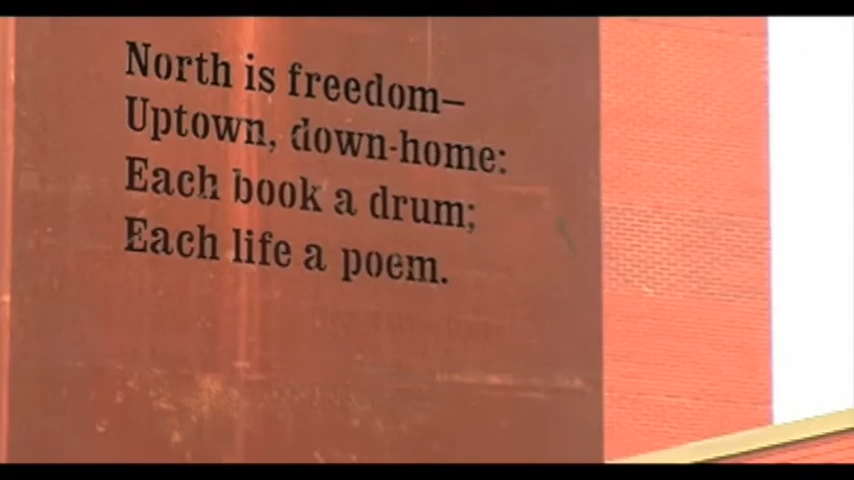 North is freedom—
Uptown, down-home:
Each book a drum;
Each life a poem.